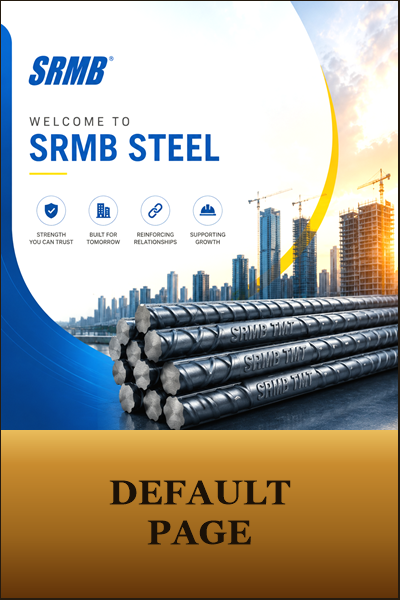 SRMB®
WELCOME TO
SRMB STEEL
STRENGTH
YOU CAN TRUST
BUILT FOR
TOMORROW
REINFORCING
RELATIONSHIPS
SUPPORTING
GROWTH
SRMB TMT
SRMB TMT
SRMB TMT
DEFAULT
PAGE